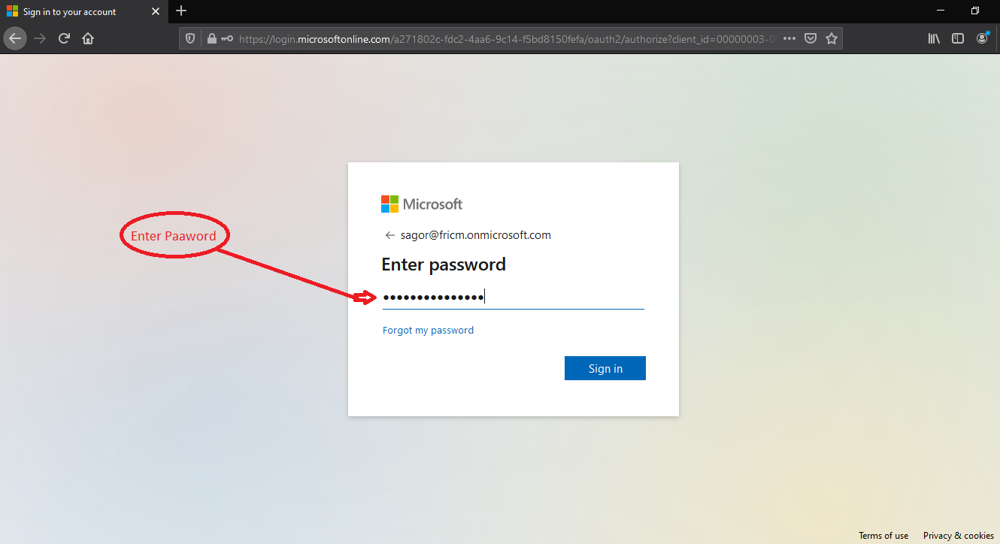 Sign in to your account
https://login.microsoftonline.com/a271802c-fdc2-4aa6-9c14-f5bd8150fefa/oauth2/authorize?client_id=00000003-0
Microsoft
sagor@fricm.onmicrosoft.com
Enter Paaword
Enter password
Forgot my password
Sign in
Terms of use Privacy & cookies